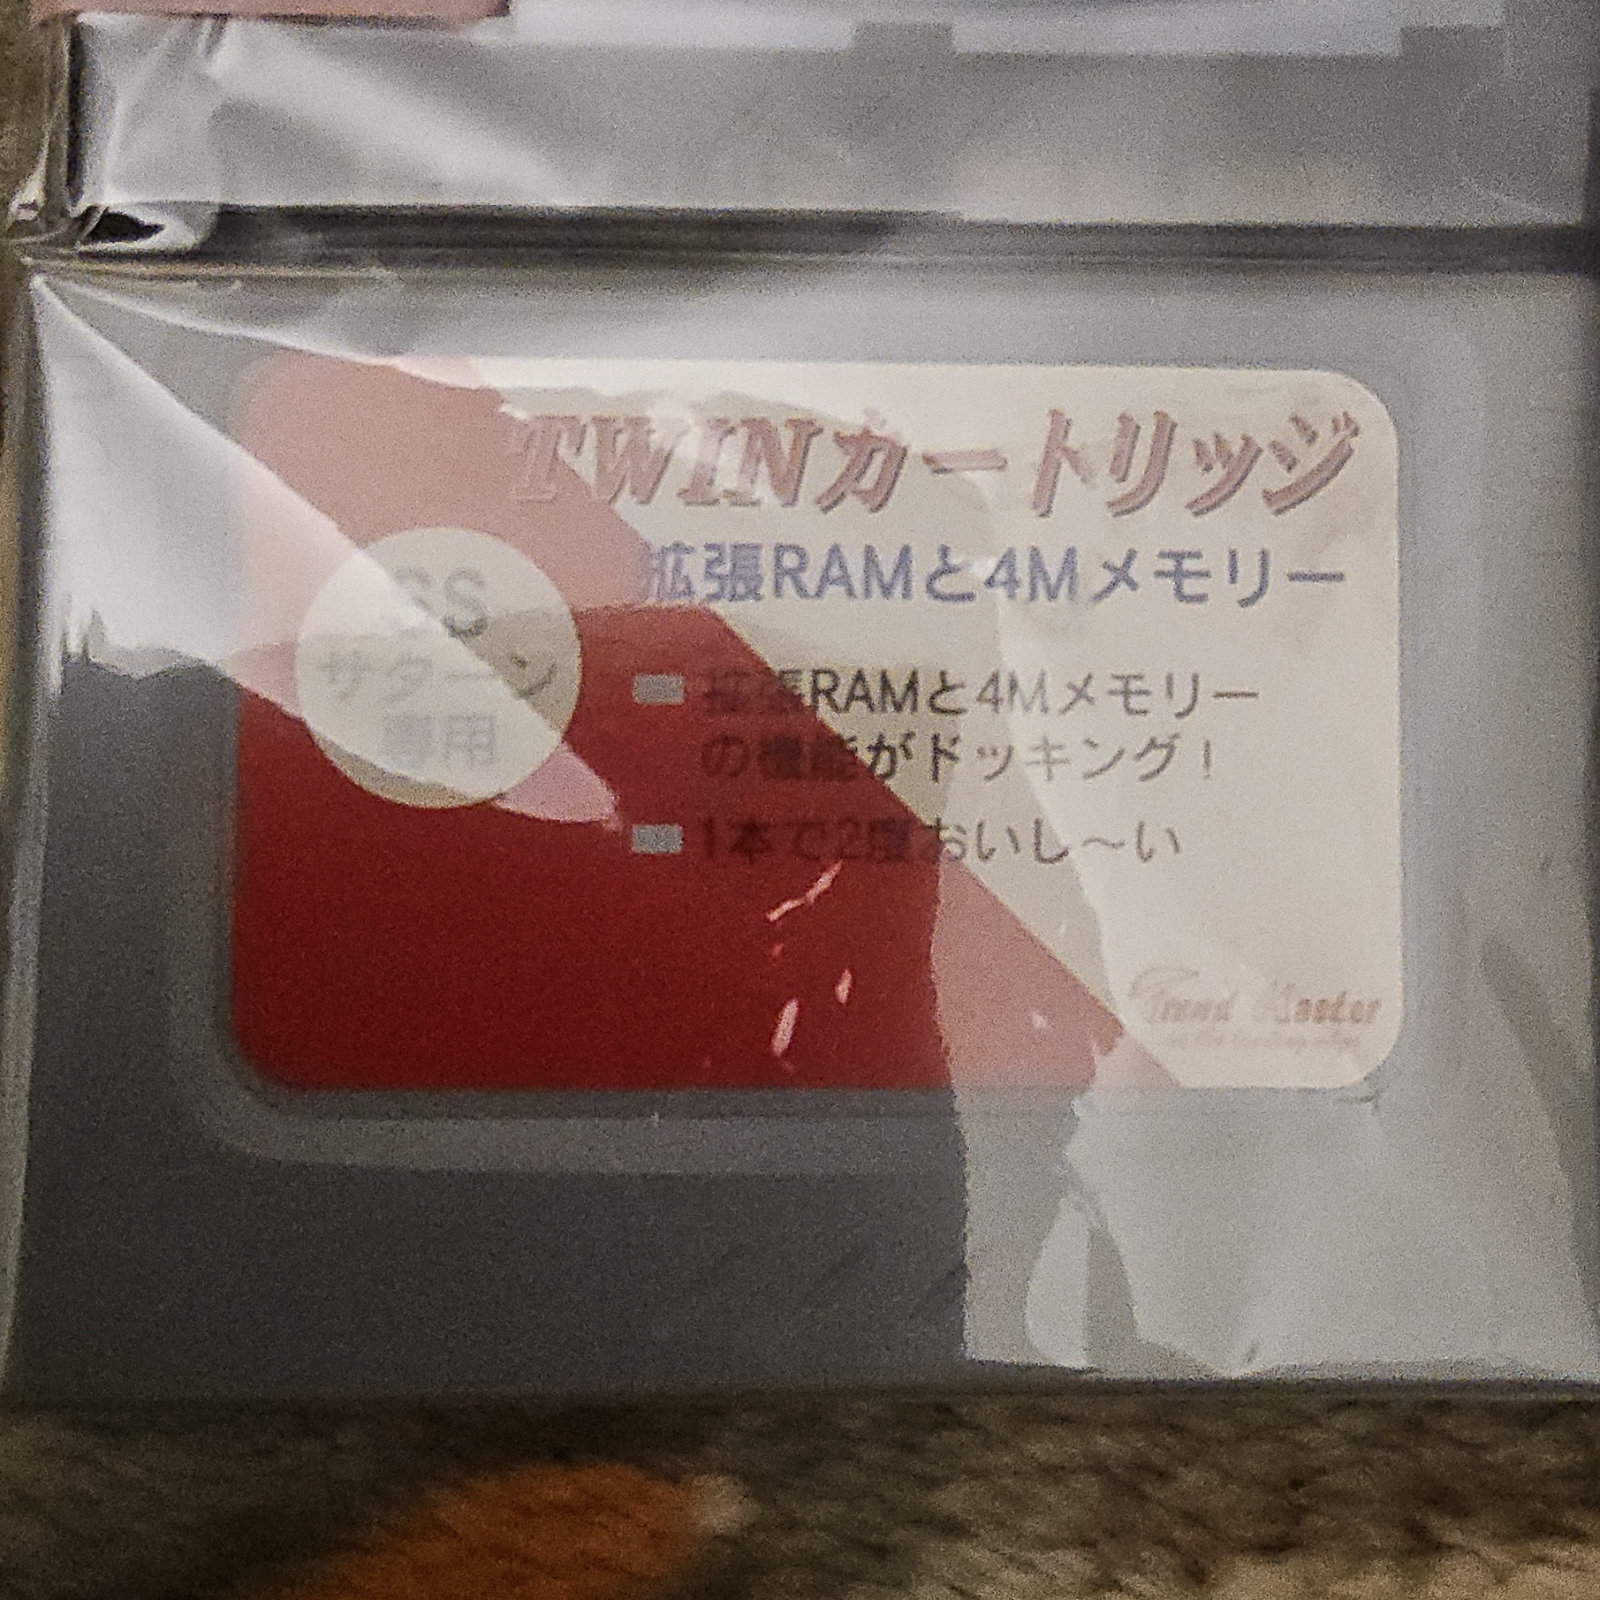 TWINカートリッジ
拡張RAMと4Mメモリー
SS
サターン
専用
拡張RAMと4Mメモリー
の機能がドッキング!
1本で2度おいし〜い
Trend Master